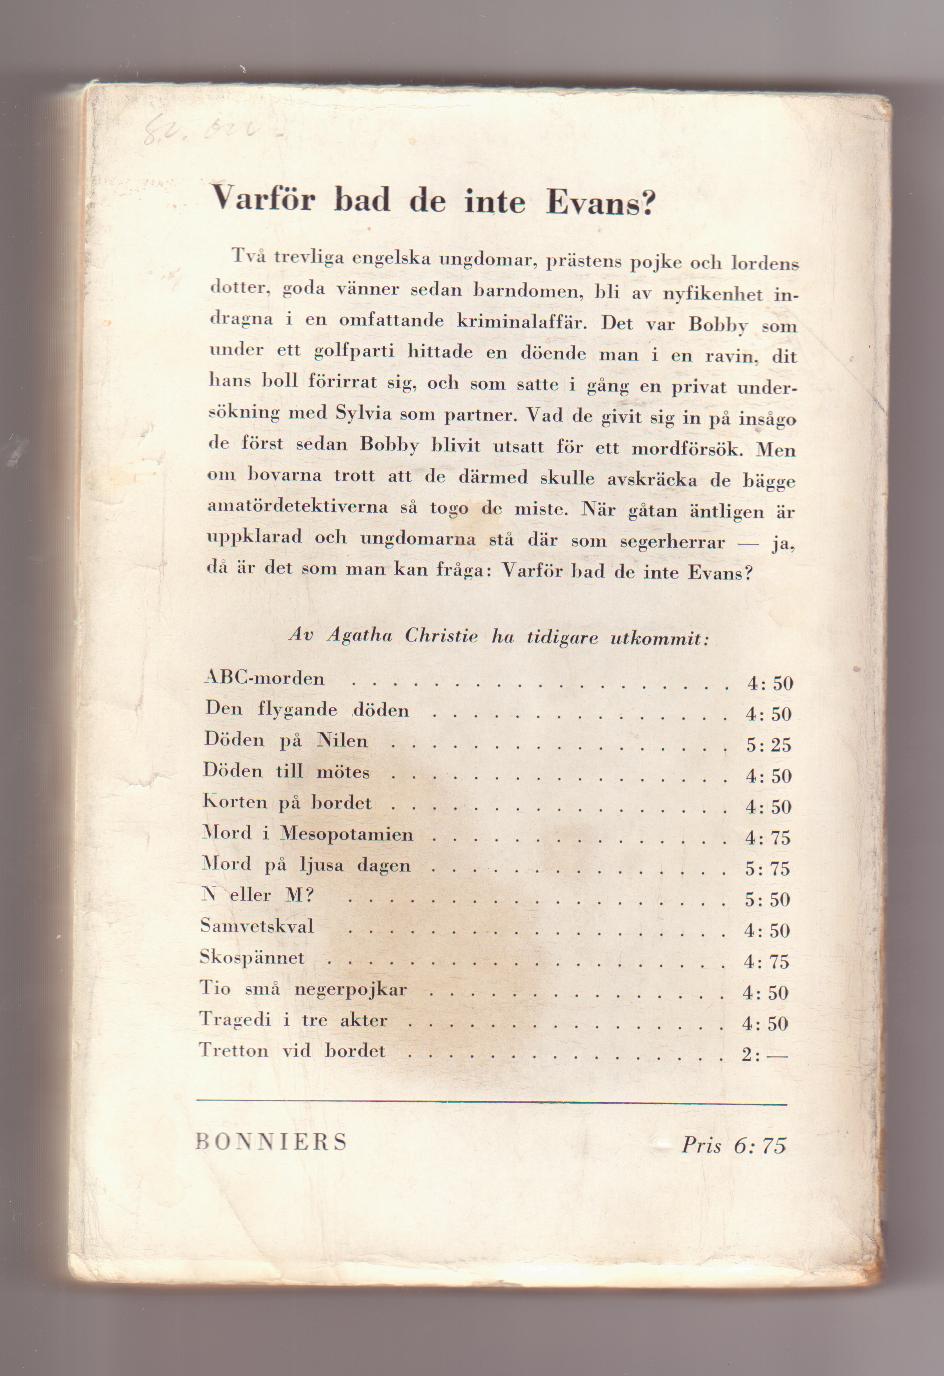 Varför bad de inte Evans?
Två trevliga engelska ungdomar, prästens pojke och lordens
dotter, goda vänner sedan barndomen, bli av nyfikenhet in-
dragna i en omfattande kriminalaffär. Det var Bobby som
under ett golfparti hittade en döende man i en ravin, dit
hans boll förirrat sig, och som satte i gång en privat under-
sökning med Sylvia som partner. Vad de givit sig in på insågo
de först sedan Bobby blivit utsatt för ett mordförsök. Men
om bovarna trott att de därmed skulle avskräcka de bägge
amatördetektiverna så togo de miste. När gåtan äntligen är
uppklarad och ungdomarna stå där som segerherrar — ja,
då är det som man kan fråga: Varför bad de inte Evans?
Av Agatha Christie ha tidigare utkommit:
ABC-morden . . . . . . . . . . . . . . . . . . . 4: 50
Den flygande döden . . . . . . . . . . . . . . . 4: 50
Döden på Nilen . . . . . . . . . . . . . . . . . 5: 25
Döden till mötes . . . . . . . . . . . . . . . . . 4: 50
Korten på bordet . . . . . . . . . . . . . . . . . 4: 50
Mord i Mesopotamien . . . . . . . . . . . . . . . 4: 75
Mord på ljusa dagen . . . . . . . . . . . . . . . 5: 75
N eller M? . . . . . . . . . . . . . . . . . . . 5: 50
Samvetskval . . . . . . . . . . . . . . . . . . . 4: 50
Skospännet . . . . . . . . . . . . . . . . . . . . 4: 75
Tio små negerpojkar . . . . . . . . . . . . . . . 4: 50
Tragedi i tre akter . . . . . . . . . . . . . . . . 4: 50
Tretton vid bordet . . . . . . . . . . . . . . . . 2: —
BONNIERS Pris 6: 75